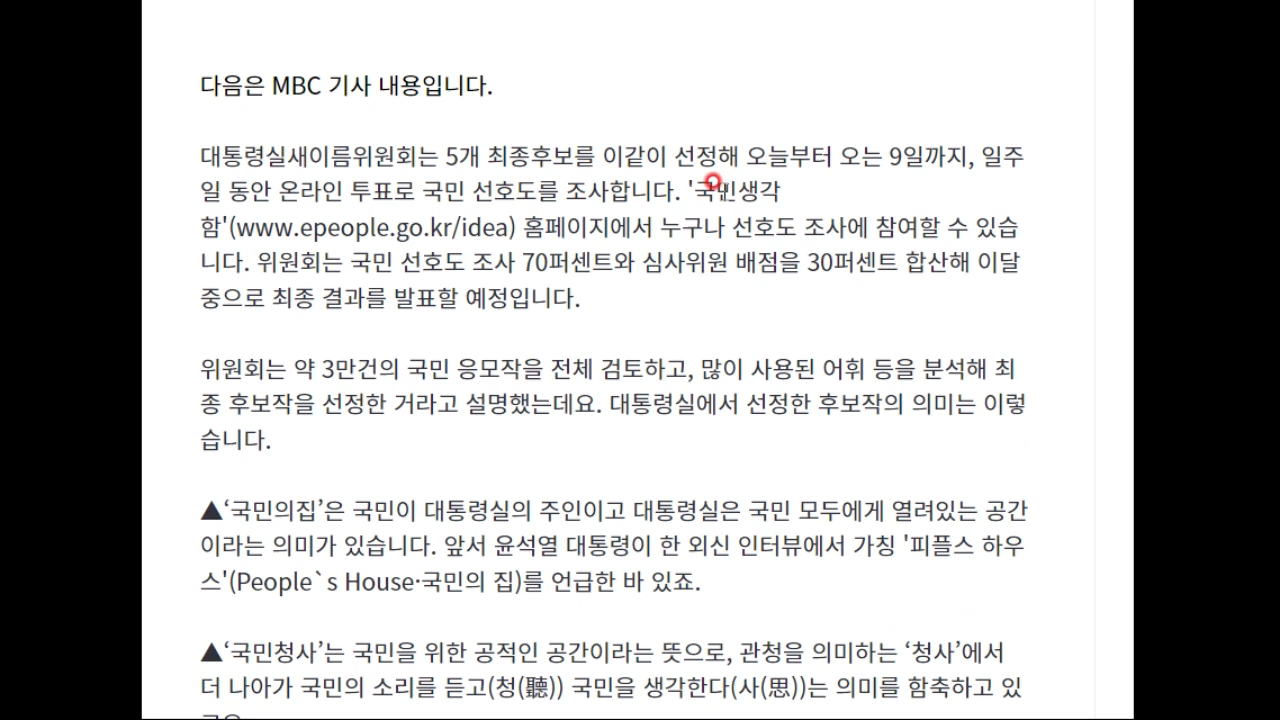 다음은 MBC 기사 내용입니다.
대통령실새이름위원회는 5개 최종후보를 이같이 선정해 오늘부터 오는 9일까지, 일주
일 동안 온라인 투표로 국민 선호도를 조사합니다. '국민생각
함'(www.epeople.go.kr/idea) 홈페이지에서 누구나 선호도 조사에 참여할 수 있습
니다. 위원회는 국민 선호도 조사 70퍼센트와 심사위원 배점을 30퍼센트 합산해 이달
중으로 최종 결과를 발표할 예정입니다.
위원회는 약 3만건의 국민 응모작을 전체 검토하고, 많이 사용된 어휘 등을 분석해 최
종 후보작을 선정한 거라고 설명했는데요. 대통령실에서 선정한 후보작의 의미는 이렇
습니다.
▲‘국민의집’은 국민이 대통령실의 주인이고 대통령실은 국민 모두에게 열려있는 공간
이라는 의미가 있습니다. 앞서 윤석열 대통령이 한 외신 인터뷰에서 가칭 '피플스 하우
스'(People`s House·국민의 집)를 언급한 바 있죠.
▲‘국민청사’는 국민을 위한 공적인 공간이라는 뜻으로, 관청을 의미하는 ‘청사’에서
더 나아가 국민의 소리를 듣고(청(聽)) 국민을 생각한다(사(思))는 의미를 함축하고 있